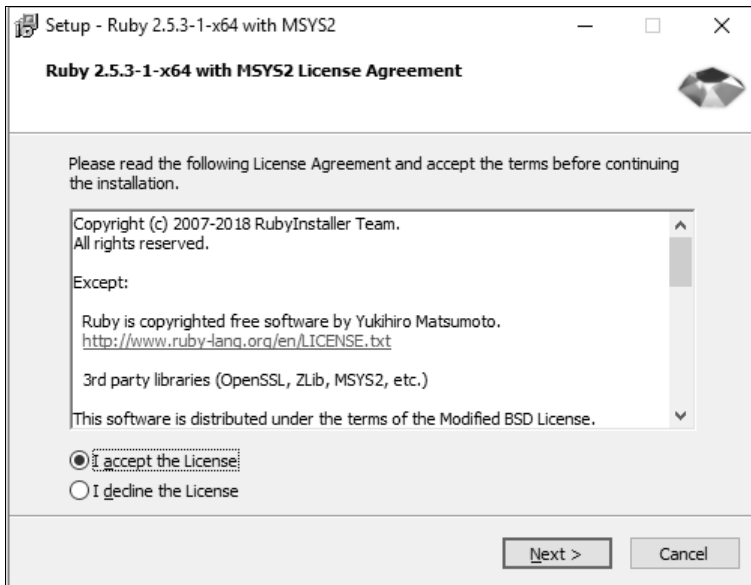 Setup - Ruby 2.5.3-1-x64 with MSYS2
Ruby 2.5.3-1-x64 with MSYS2 License Agreement
Please read the following License Agreement and accept the terms before continuing
the installation.
Copyright (c) 2007-2018 RubyInstaller Team.
All rights reserved.
Except:
Ruby is copyrighted free software by Yukihiro Matsumoto.
http://www.ruby-lang.org/en/LICENSE.txt
3rd party libraries (OpenSSL, ZLib, MSYS2, etc.)
This software is distributed under the terms of the Modified BSD License.
I accept the License
I decline the License
Next > Cancel